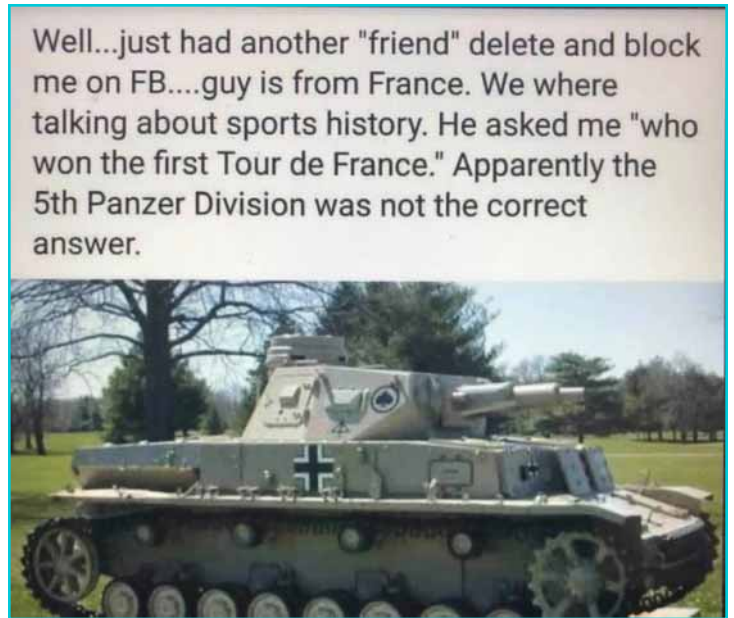 Well...just had another "friend" delete and block
me on FB....guy is from France. We where
talking about sports history. He asked me "who
won the first Tour de France." Apparently the
5th Panzer Division was not the correct
answer.